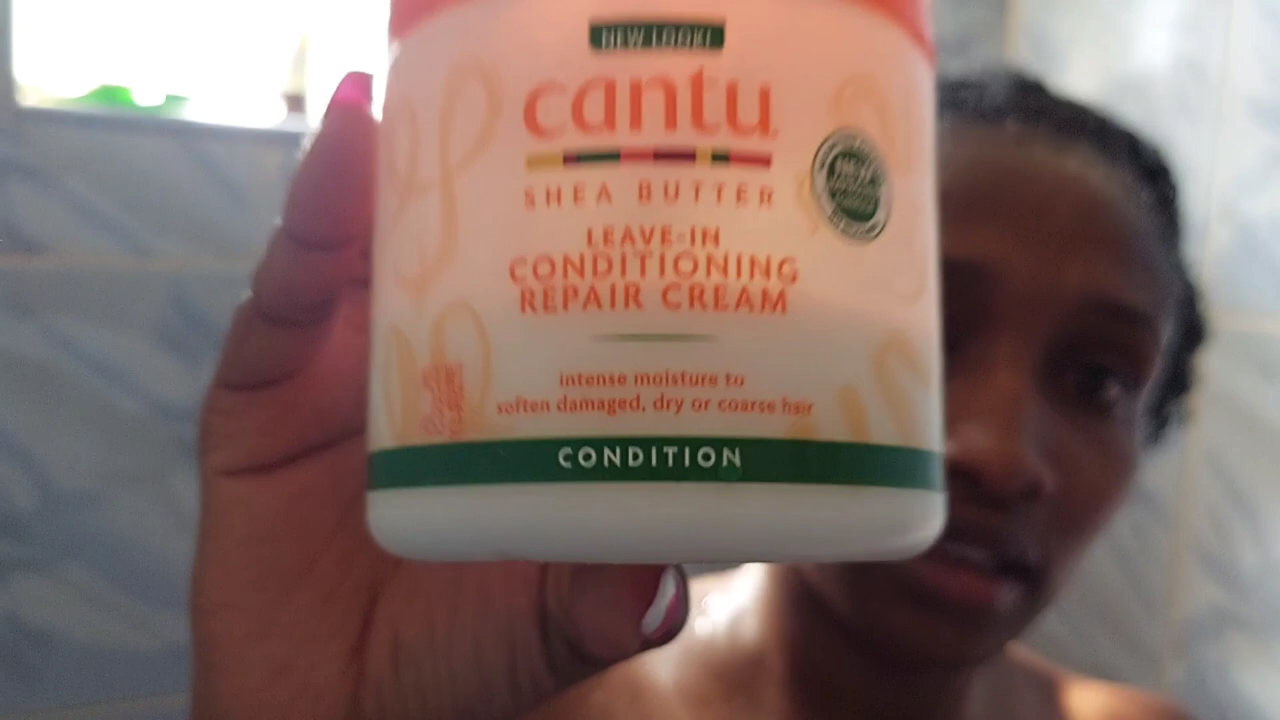 NEW LOOK!
cantu
SHEA BUTTER
LEAVE-IN
CONDITIONING
REPAIR CREAM
intense moisture to
soften damaged, dry or coarse hair
CONDITION